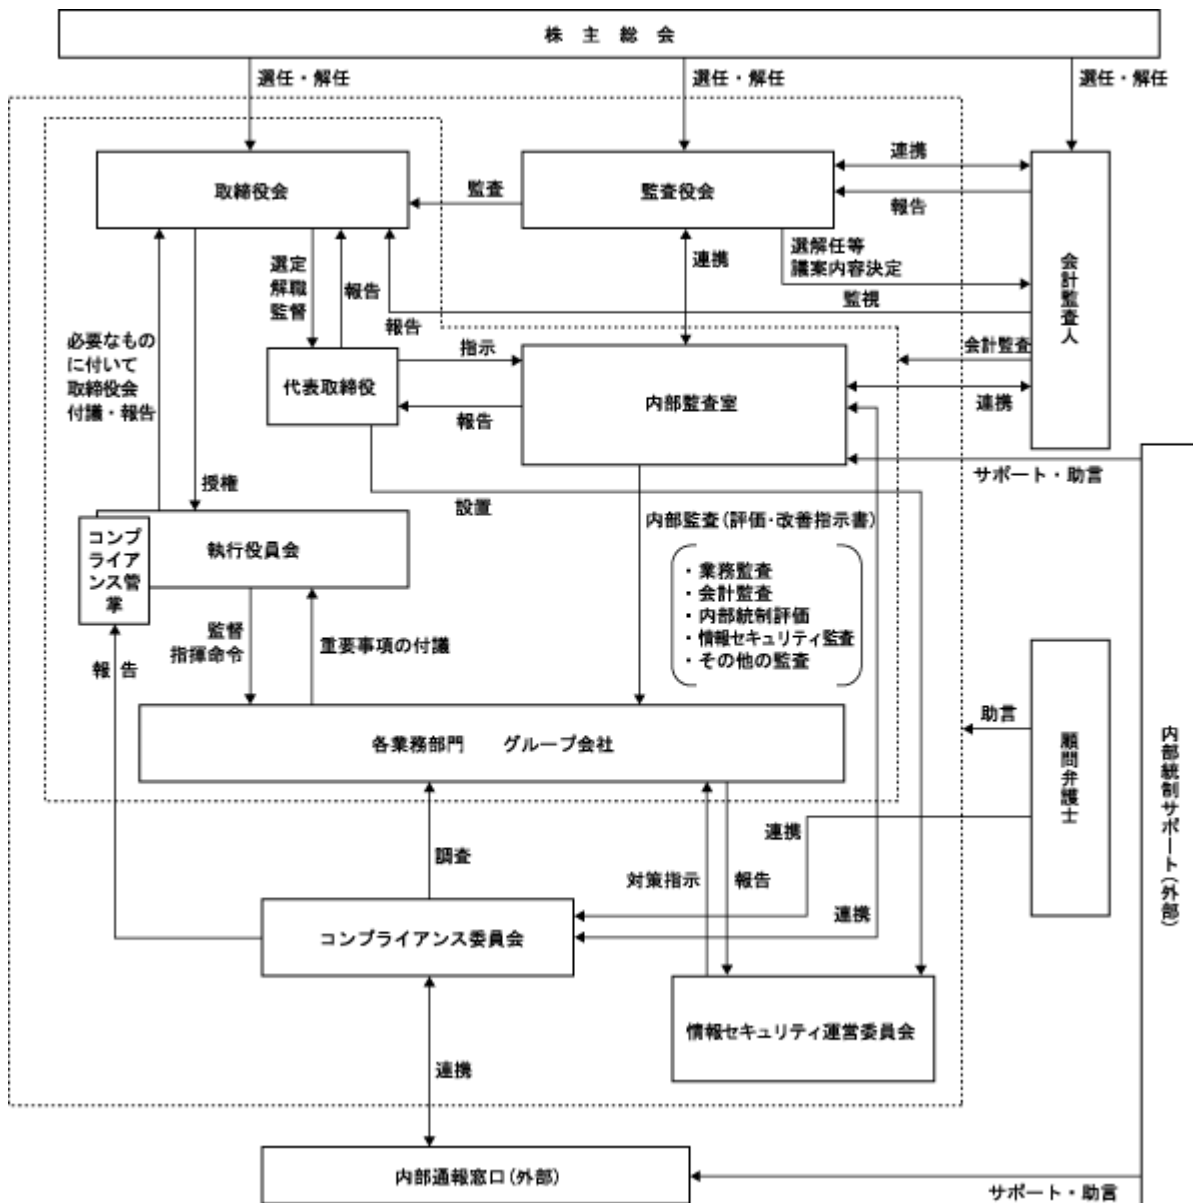 株主総会
選任・解任
選任・解任
選任・解任
取締役会
監査
監査役会
連携
報告
会計監査人
選解任等
議案内容決定
連携
選定
解職
監督
報告
報告
監視
必要なもの
に付いて
取締役会
付議・報告
代表取締役
指示
報告
内部監査室
会計監査
連携
サポート・助言
授権
設置
コンプ
ライア
ンス管
掌
執行役員会
内部監査(評価・改善指示書)
・業務監査
・会計監査
・内部統制評価
・情報セキュリティ監査
・その他の監査
監督
指揮命令
重要事項の付議
報告
各業務部門 グループ会社
助言
顧問弁護士
内部統制サポート(外部)
連携
調査
対策指示
報告
連携
コンプライアンス委員会
情報セキュリティ運営委員会
連携
内部通報窓口(外部)
サポート・助言